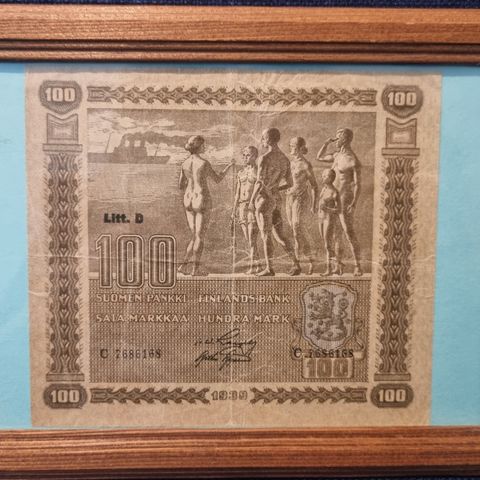 100 100
Litt. D
100
SUOMEN PANKKI FINLANDS BANK
SATA MARKKAA HUNDRA MARK
C 7686168 C 7686168
100
100 1939 100